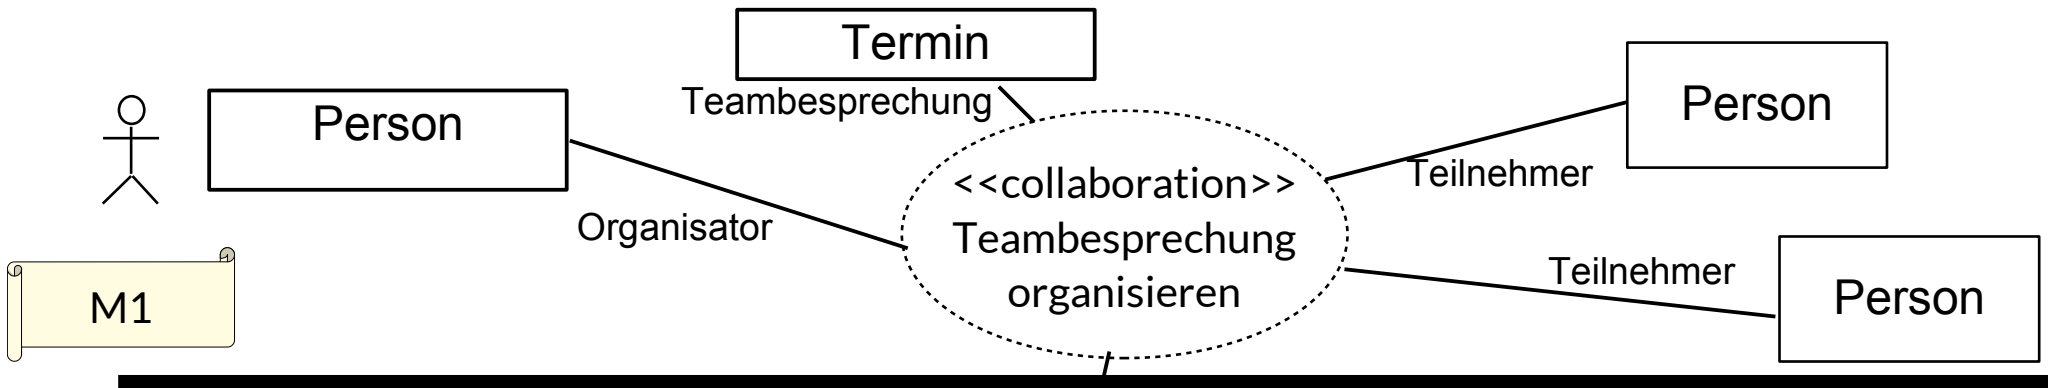 Termin
Teambesprechung
Person
Organisator
<<collaboration>>
Teambesprechung
organisieren
Person
Teilnehmer
Teilnehmer
Person
M1